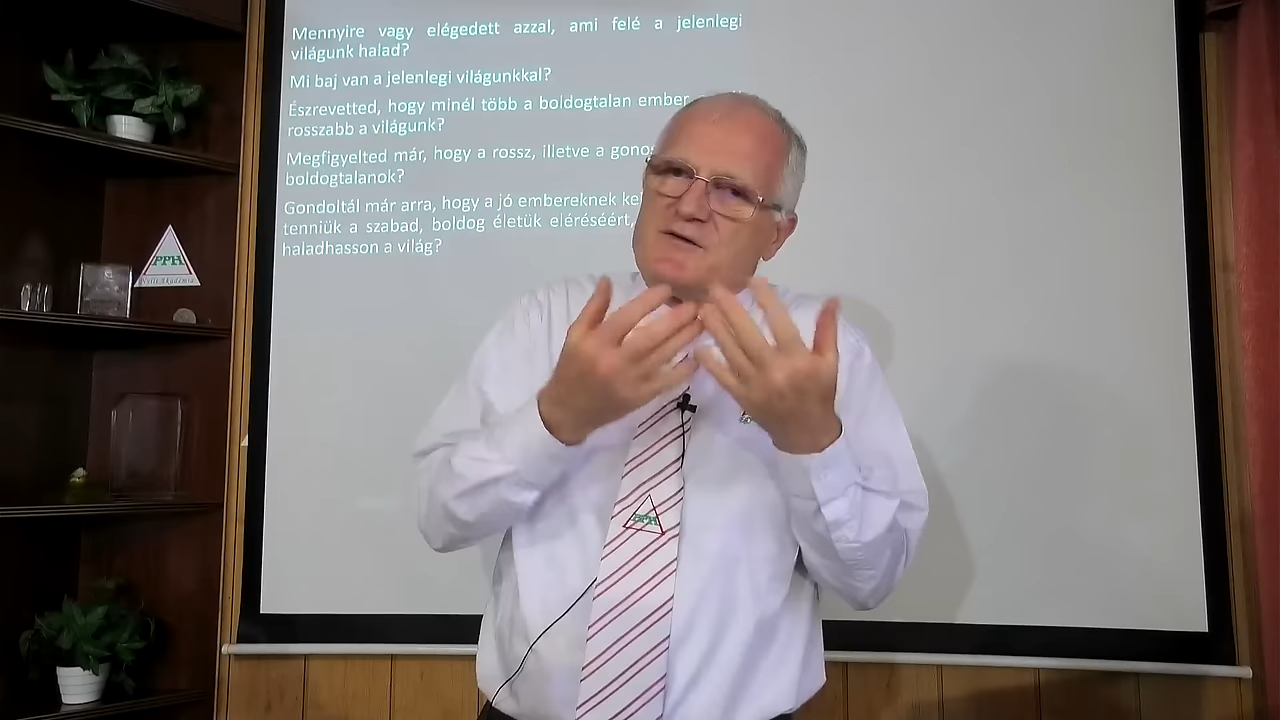 Mennyire vagy elégedett azzal, ami felé a jelenlegi
világunk halad?
Mi baj van a jelenlegi világunkkal?
Észrevetted, hogy minél több a boldogtalan ember
rosszabb a világunk?
Megfigyelted már, hogy a rossz, illetve a
boldogtalanok?
Gondoltál már arra, hogy a jó embereknek
tenniük a szabad, boldog életük eléréséért,
haladhasson a világ?
PPH
PPH